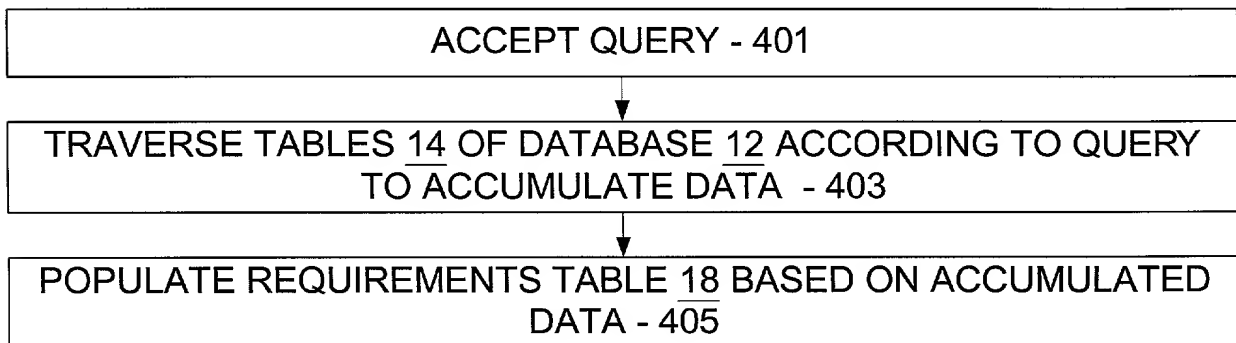 ACCEPT QUERY - 401
TRAVERSE TABLES 14 OF DATABASE 12 ACCORDING TO QUERY
TO ACCUMULATE DATA - 403
POPULATE REQUIREMENTS TABLE 18 BASED ON ACCUMULATED
DATA - 405